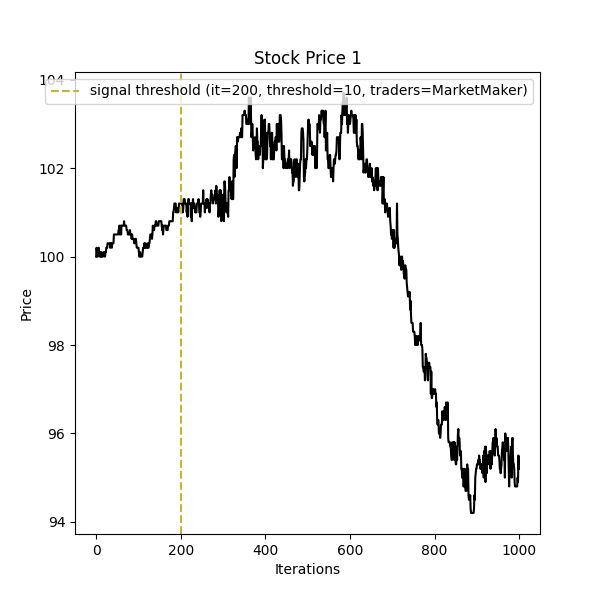 Stock Price 1
signal threshold (it=200, threshold=10, traders=MarketMaker)
104
102
100
98
96
94
Price
0 200 400 600 800 1000
Iterations